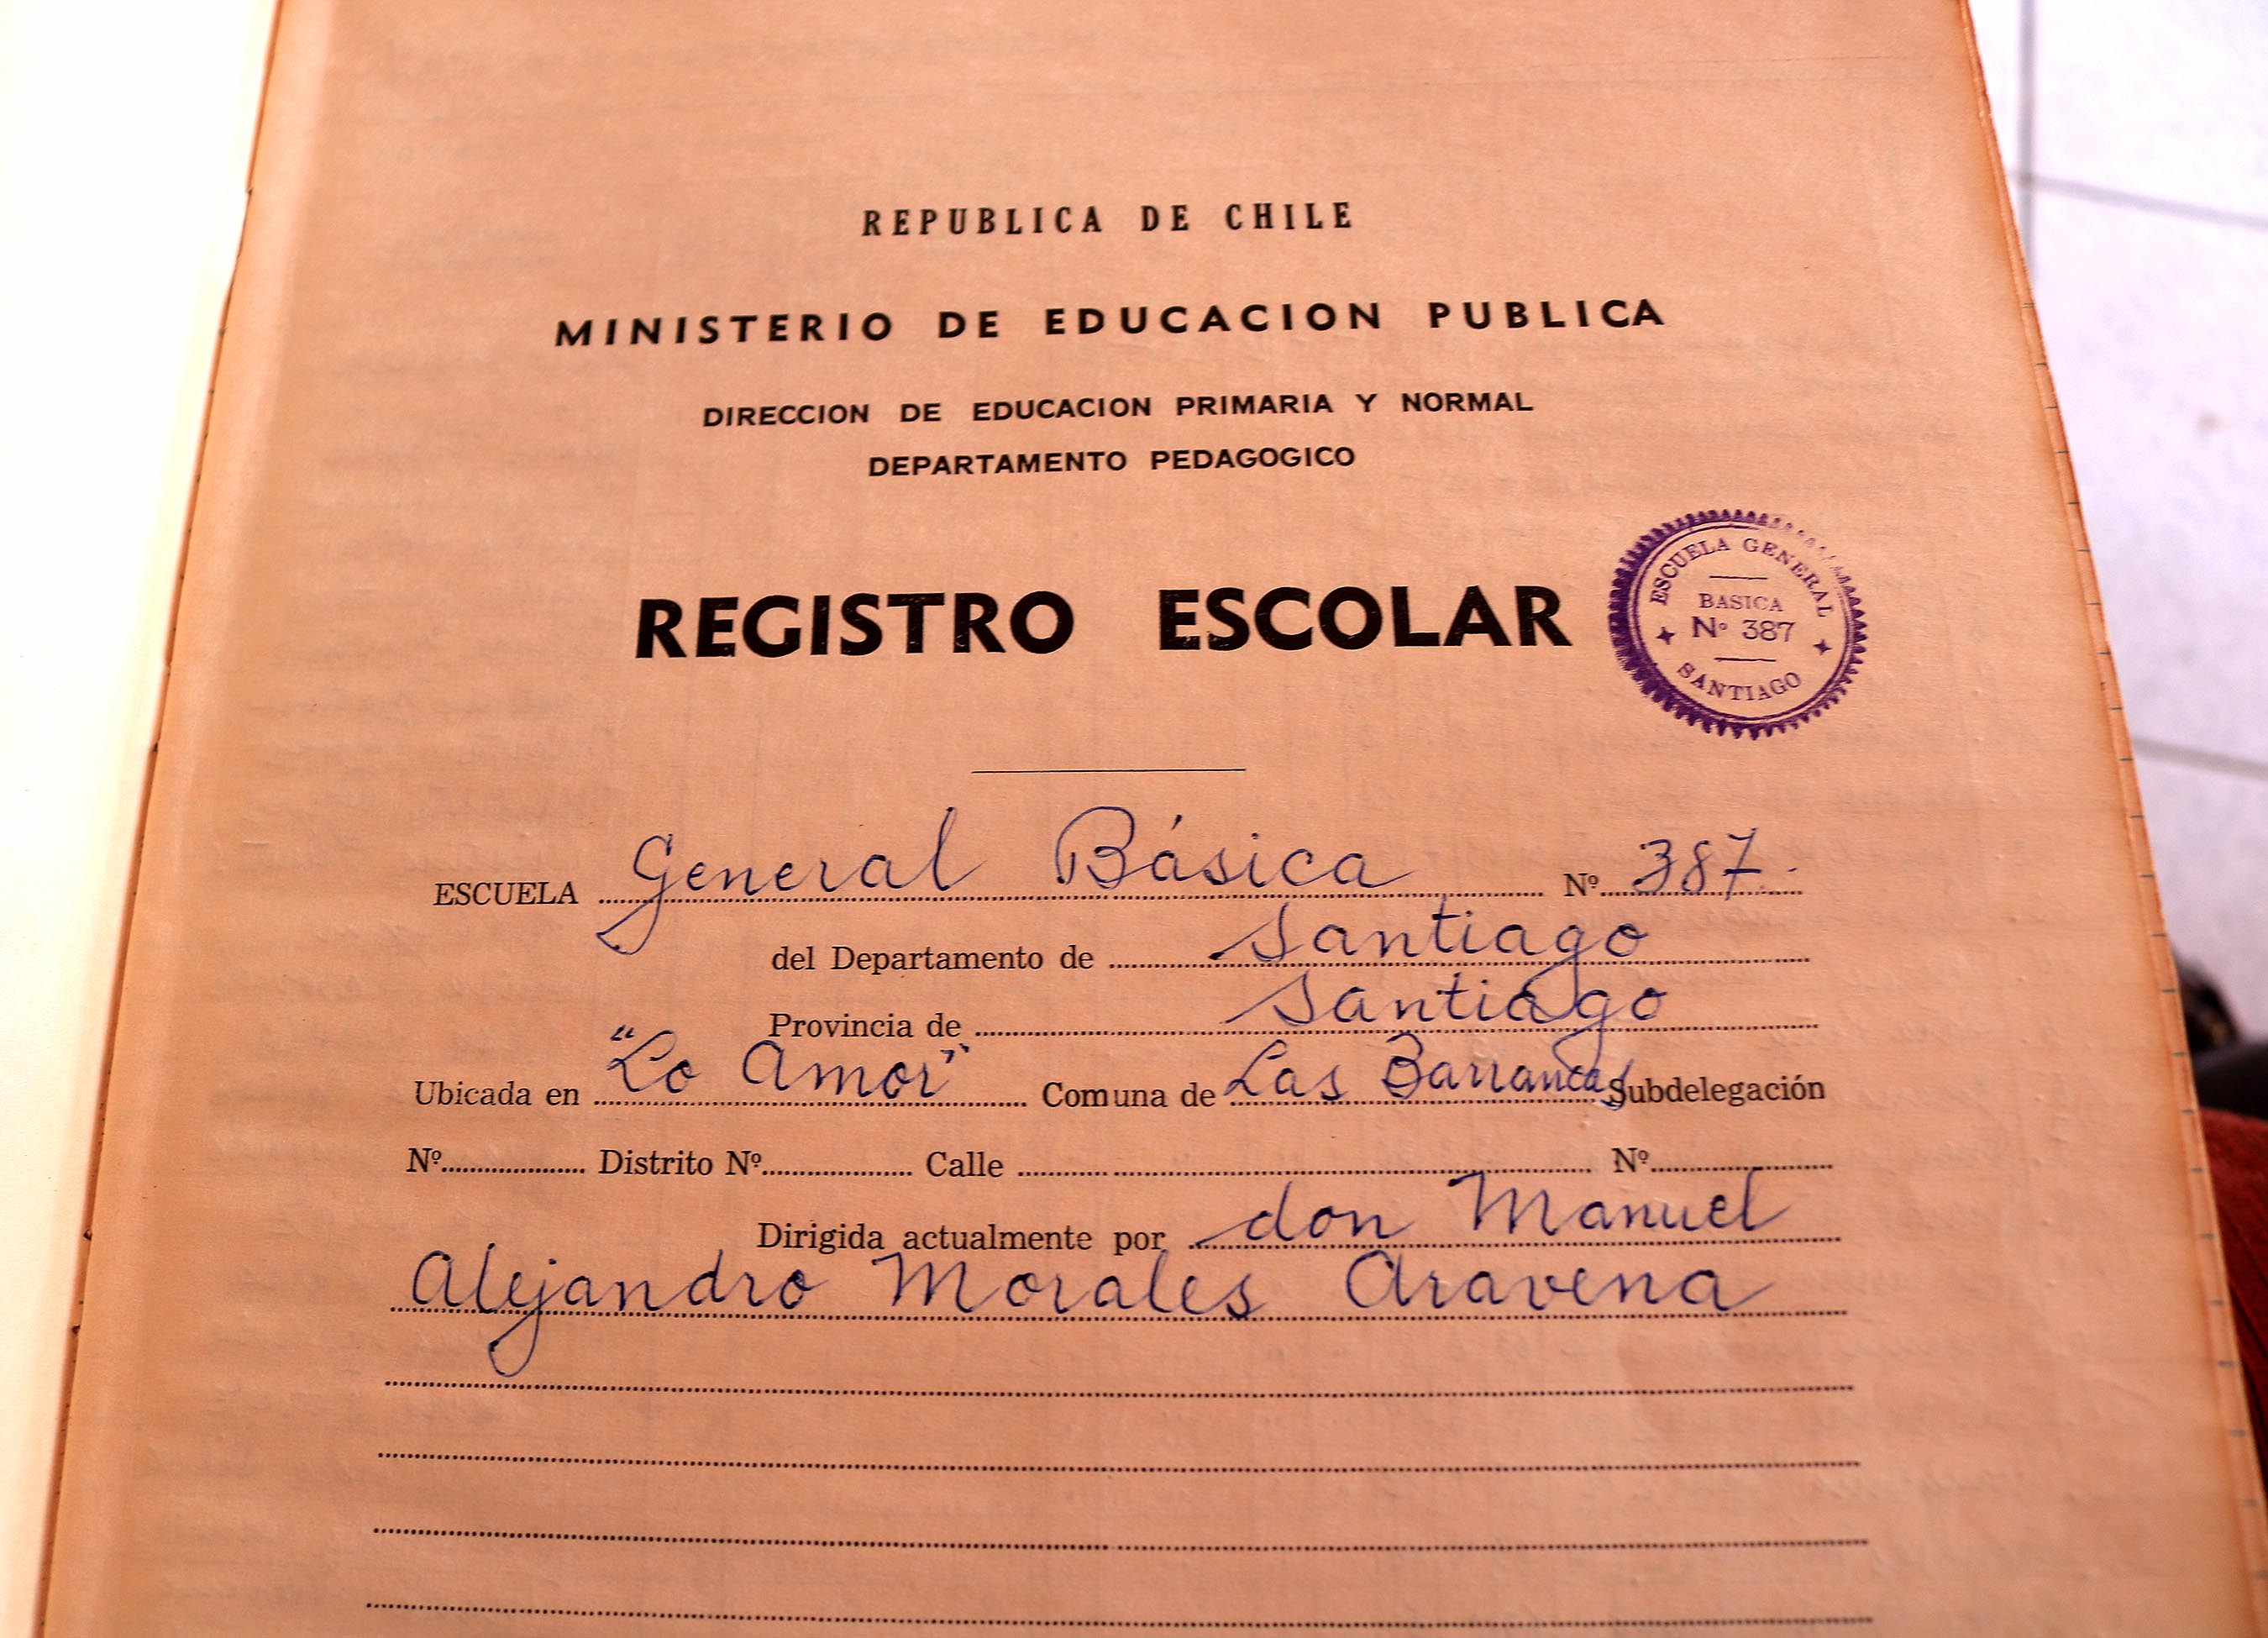 REPUBLICA DE CHILE
MINISTERIO DE EDUCACION PUBLICA
DIRECCION DE EDUCACION PRIMARIA Y NORMAL
DEPARTAMENTO PEDAGOGICO
REGISTRO ESCOLAR
ESCUELA GENERAL
BASICA
Nº 387
SANTIAGO
ESCUELA General Básica Nº 387.
del Departamento de Santiago
Provincia de Santiago
Ubicada en "Lo Amor" Comuna de Las Barrancas Subdelegación
Nº Distrito Nº Calle Nº
Dirigida actualmente por don Manuel
Alejandro Morales Aravena